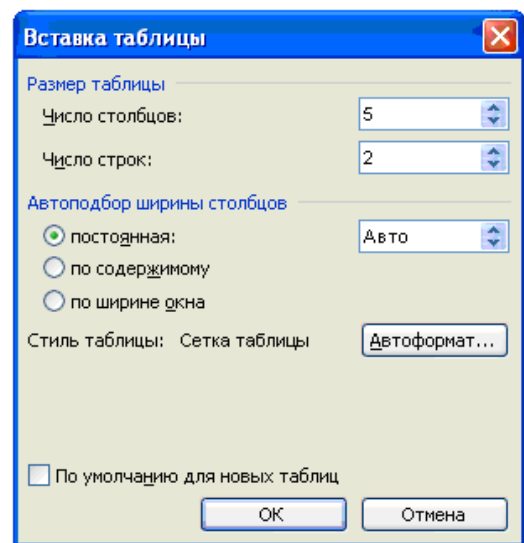 Вставка таблицы
Размер таблицы
Число столбцов: 5
Число строк: 2
Автоподбор ширины столбцов
постоянная: Авто
по содержимому
по ширине окна
Стиль таблицы: Сетка таблицы Автоформат...
По умолчанию для новых таблиц
ОК Отмена